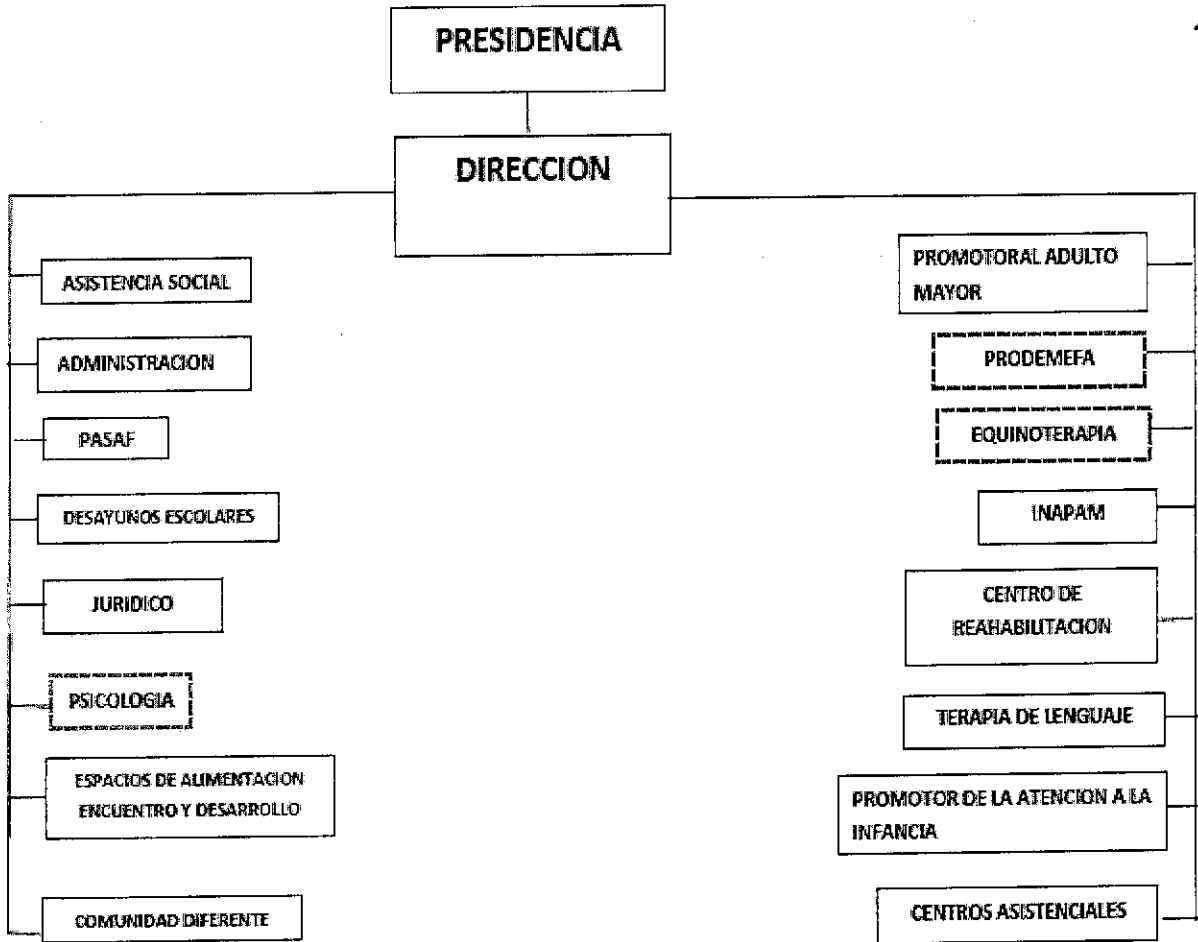 PRESIDENCIA
DIRECCION
ASISTENCIA SOCIAL
ADMINISTRACION
PASAF
DESAYUNOS ESCOLARES
JURIDICO
PSICOLOGIA
ESPACIOS DE ALIMENTACION
ENCUENTRO Y DESARROLLO
COMUNIDAD DIFERENTE
PROMOTORAL ADULTO
MAYOR
PRODEMEFA
EQUINOTERAPIA
INAPAM
CENTRO DE
REAHABILITACION
TERAPIA DE LENGUAJE
PROMOTOR DE LA ATENCION A LA
INFANCIA
CENTROS ASISTENCIALES